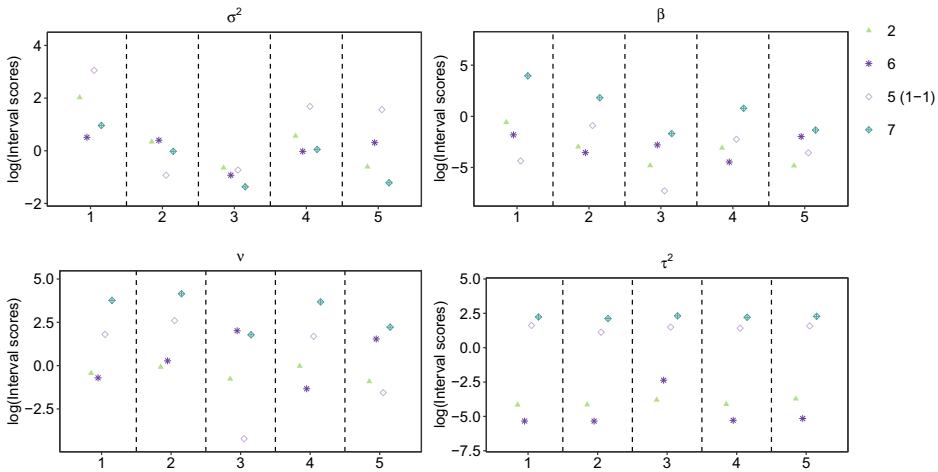 σ²
β
log(Interval scores)
4
2
0
−2
1 2 3 4 5
log(Interval scores)
5
0
−5
1 2 3 4 5
2
6
5 (1−1)
7
ν
τ²
log(Interval scores)
5.0
2.5
0.0
−2.5
1 2 3 4 5
log(Interval scores)
5.0
2.5
0.0
−2.5
−5.0
−7.5
1 2 3 4 5